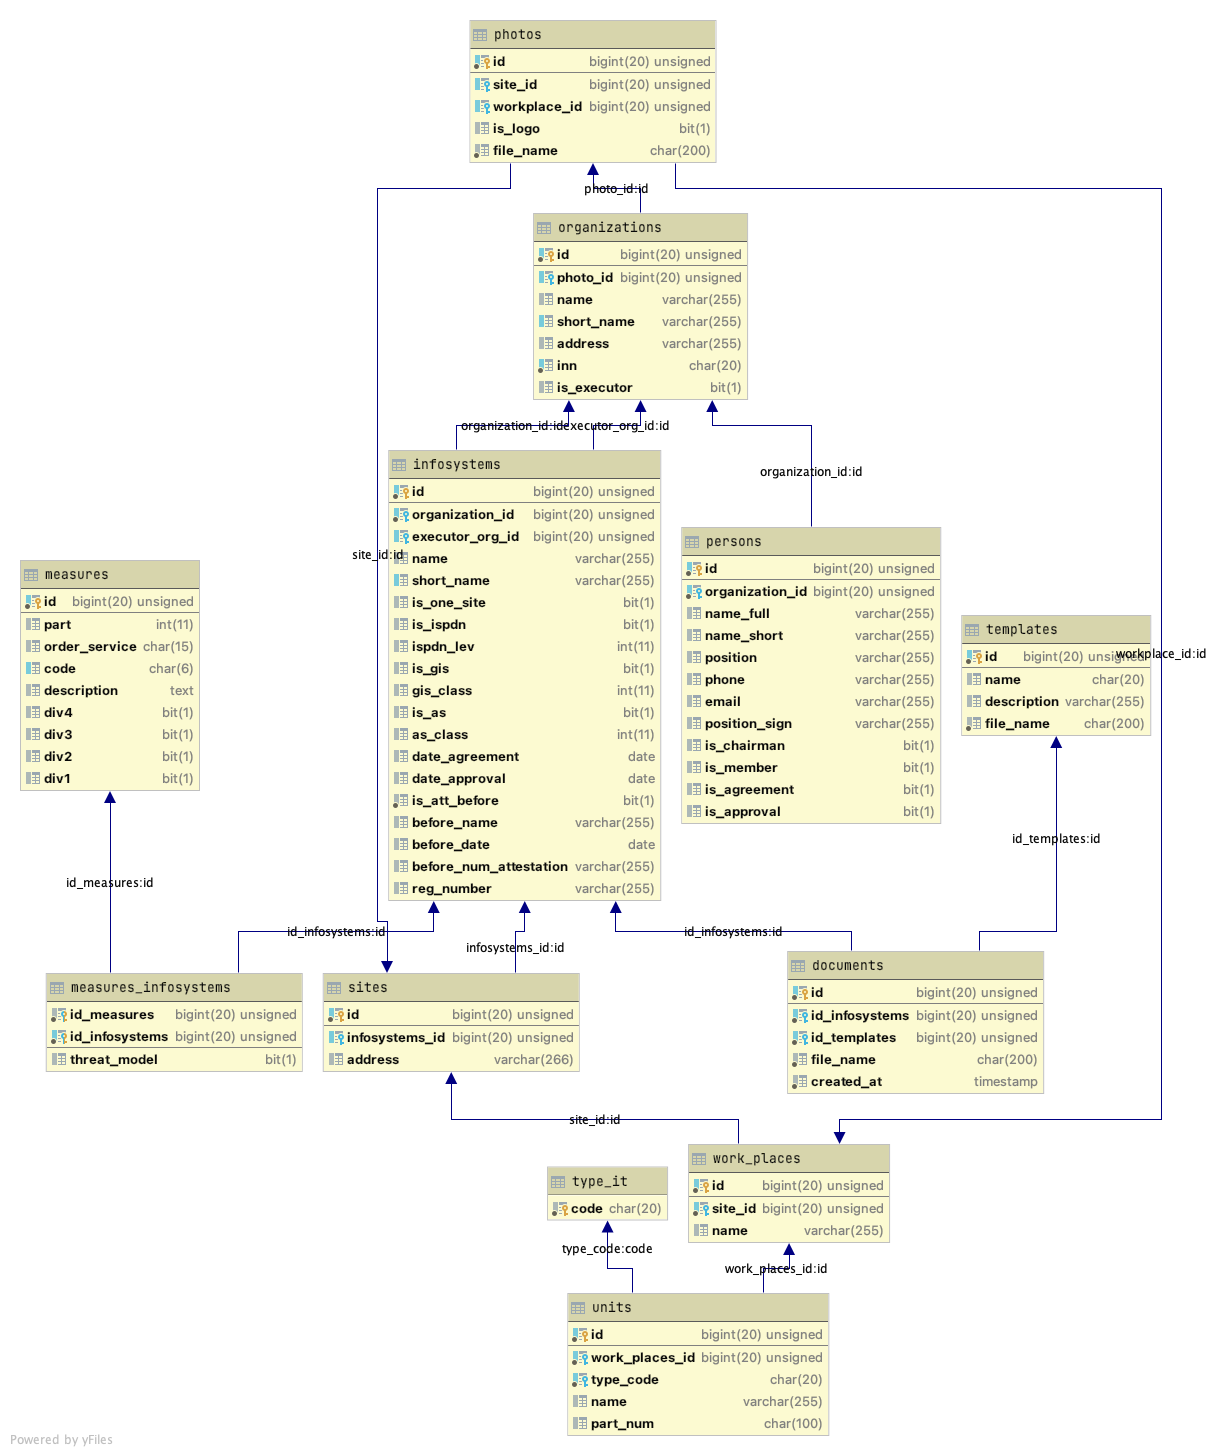 photos
id bigint(20) unsigned
site_id bigint(20) unsigned
workplace_id bigint(20) unsigned
is_logo bit(1)
file_name char(200)
photo_id:id
organizations
id bigint(20) unsigned
photo_id bigint(20) unsigned
name varchar(255)
short_name varchar(255)
address varchar(255)
inn char(20)
is_executor bit(1)
organization_id:id
executor_org_id:id
organization_id:id
infosystems
id bigint(20) unsigned
organization_id bigint(20) unsigned
executor_org_id bigint(20) unsigned
name varchar(255)
short_name varchar(255)
is_one_site bit(1)
is_ispdn bit(1)
ispdn_lev int(11)
is_gis bit(1)
gis_class int(11)
is_as bit(1)
as_class int(11)
date_agreement date
date_approval date
is_att_before bit(1)
before_name varchar(255)
before_date date
before_num_attestation varchar(255)
reg_number varchar(255)
site_id:id
persons
id bigint(20) unsigned
organization_id bigint(20) unsigned
name_full varchar(255)
name_short varchar(255)
position varchar(255)
phone varchar(255)
email varchar(255)
position_sign varchar(255)
is_chairman bit(1)
is_member bit(1)
is_agreement bit(1)
is_approval bit(1)
measures
id bigint(20) unsigned
part int(11)
order_service char(15)
code char(6)
description text
div4 bit(1)
div3 bit(1)
div2 bit(1)
div1 bit(1)
templates
id bigint(20) unsigned
name char(20)
description varchar(255)
file_name char(200)
workplace_id:id
id_templates:id
id_measures:id
id_infosystems:id
infosystems_id:id
id_infosystems:id
measures_infosystems
id_measures bigint(20) unsigned
id_infosystems bigint(20) unsigned
threat_model bit(1)
sites
id bigint(20) unsigned
infosystems_id bigint(20) unsigned
address varchar(266)
documents
id bigint(20) unsigned
id_infosystems bigint(20) unsigned
id_templates bigint(20) unsigned
file_name char(200)
created_at timestamp
site_id:id
work_places
id bigint(20) unsigned
site_id bigint(20) unsigned
name varchar(255)
type_it
code char(20)
type_code:code
work_places_id:id
units
id bigint(20) unsigned
work_places_id bigint(20) unsigned
type_code char(20)
name varchar(255)
part_num char(100)
Powered by yFiles